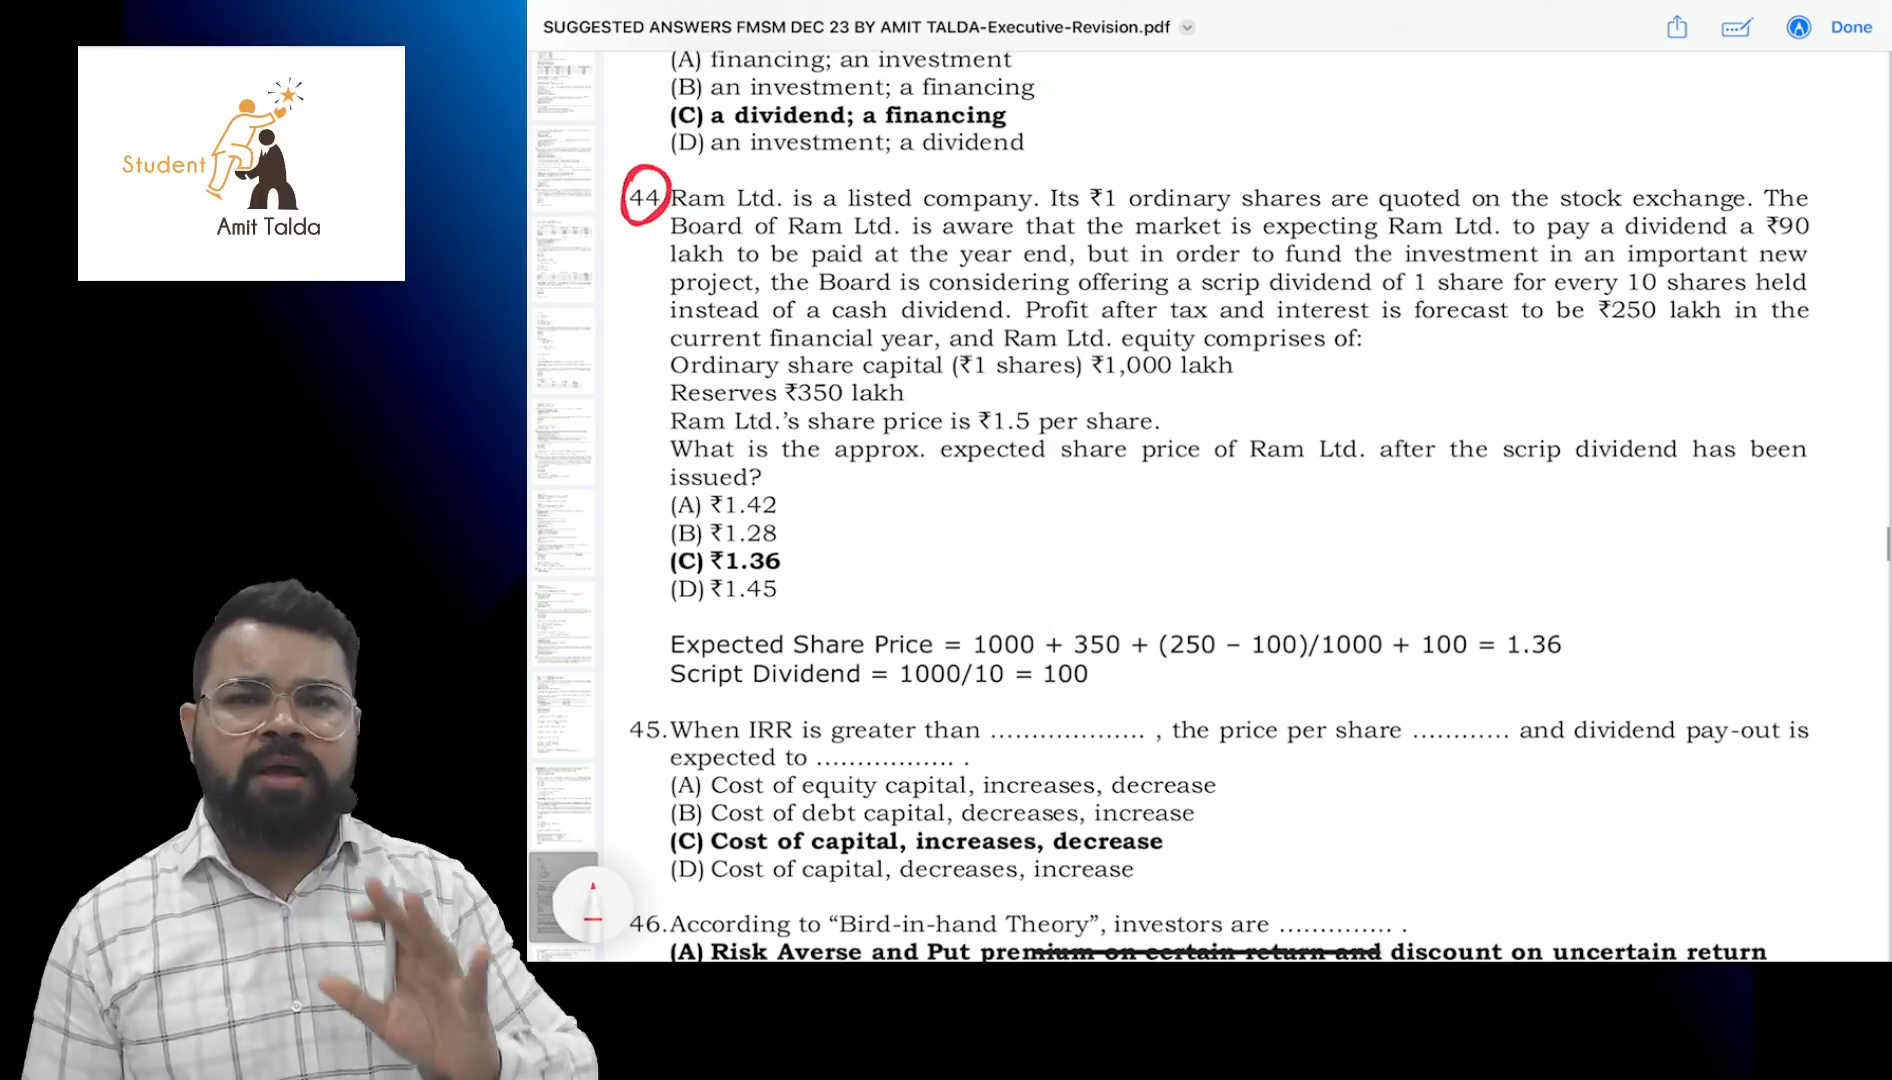 SUGGESTED ANSWERS FMSM DEC 23 BY AMIT TALDA-Executive-Revision.pdf
Done
Student
Amit Talda
(A) financing; an investment
(B) an investment; a financing
(C) a dividend; a financing
(D) an investment; a dividend
44 Ram Ltd. is a listed company. Its ₹1 ordinary shares are quoted on the stock exchange. The
Board of Ram Ltd. is aware that the market is expecting Ram Ltd. to pay a dividend a ₹90
lakh to be paid at the year end, but in order to fund the investment in an important new
project, the Board is considering offering a scrip dividend of 1 share for every 10 shares held
instead of a cash dividend. Profit after tax and interest is forecast to be ₹250 lakh in the
current financial year, and Ram Ltd. equity comprises of:
Ordinary share capital (₹1 shares) ₹1,000 lakh
Reserves ₹350 lakh
Ram Ltd.’s share price is ₹1.5 per share.
What is the approx. expected share price of Ram Ltd. after the scrip dividend has been
issued?
(A) ₹1.42
(B) ₹1.28
(C) ₹1.36
(D) ₹1.45
Expected Share Price = 1000 + 350 + (250 – 100)/1000 + 100 = 1.36
Script Dividend = 1000/10 = 100
45. When IRR is greater than ................... , the price per share ............ and dividend pay-out is
expected to ................. .
(A) Cost of equity capital, increases, decrease
(B) Cost of debt capital, decreases, increase
(C) Cost of capital, increases, decrease
(D) Cost of capital, decreases, increase
46. According to “Bird-in-hand Theory”, investors are .............. .
(A) Risk Averse and Put premium on certain return and discount on uncertain return